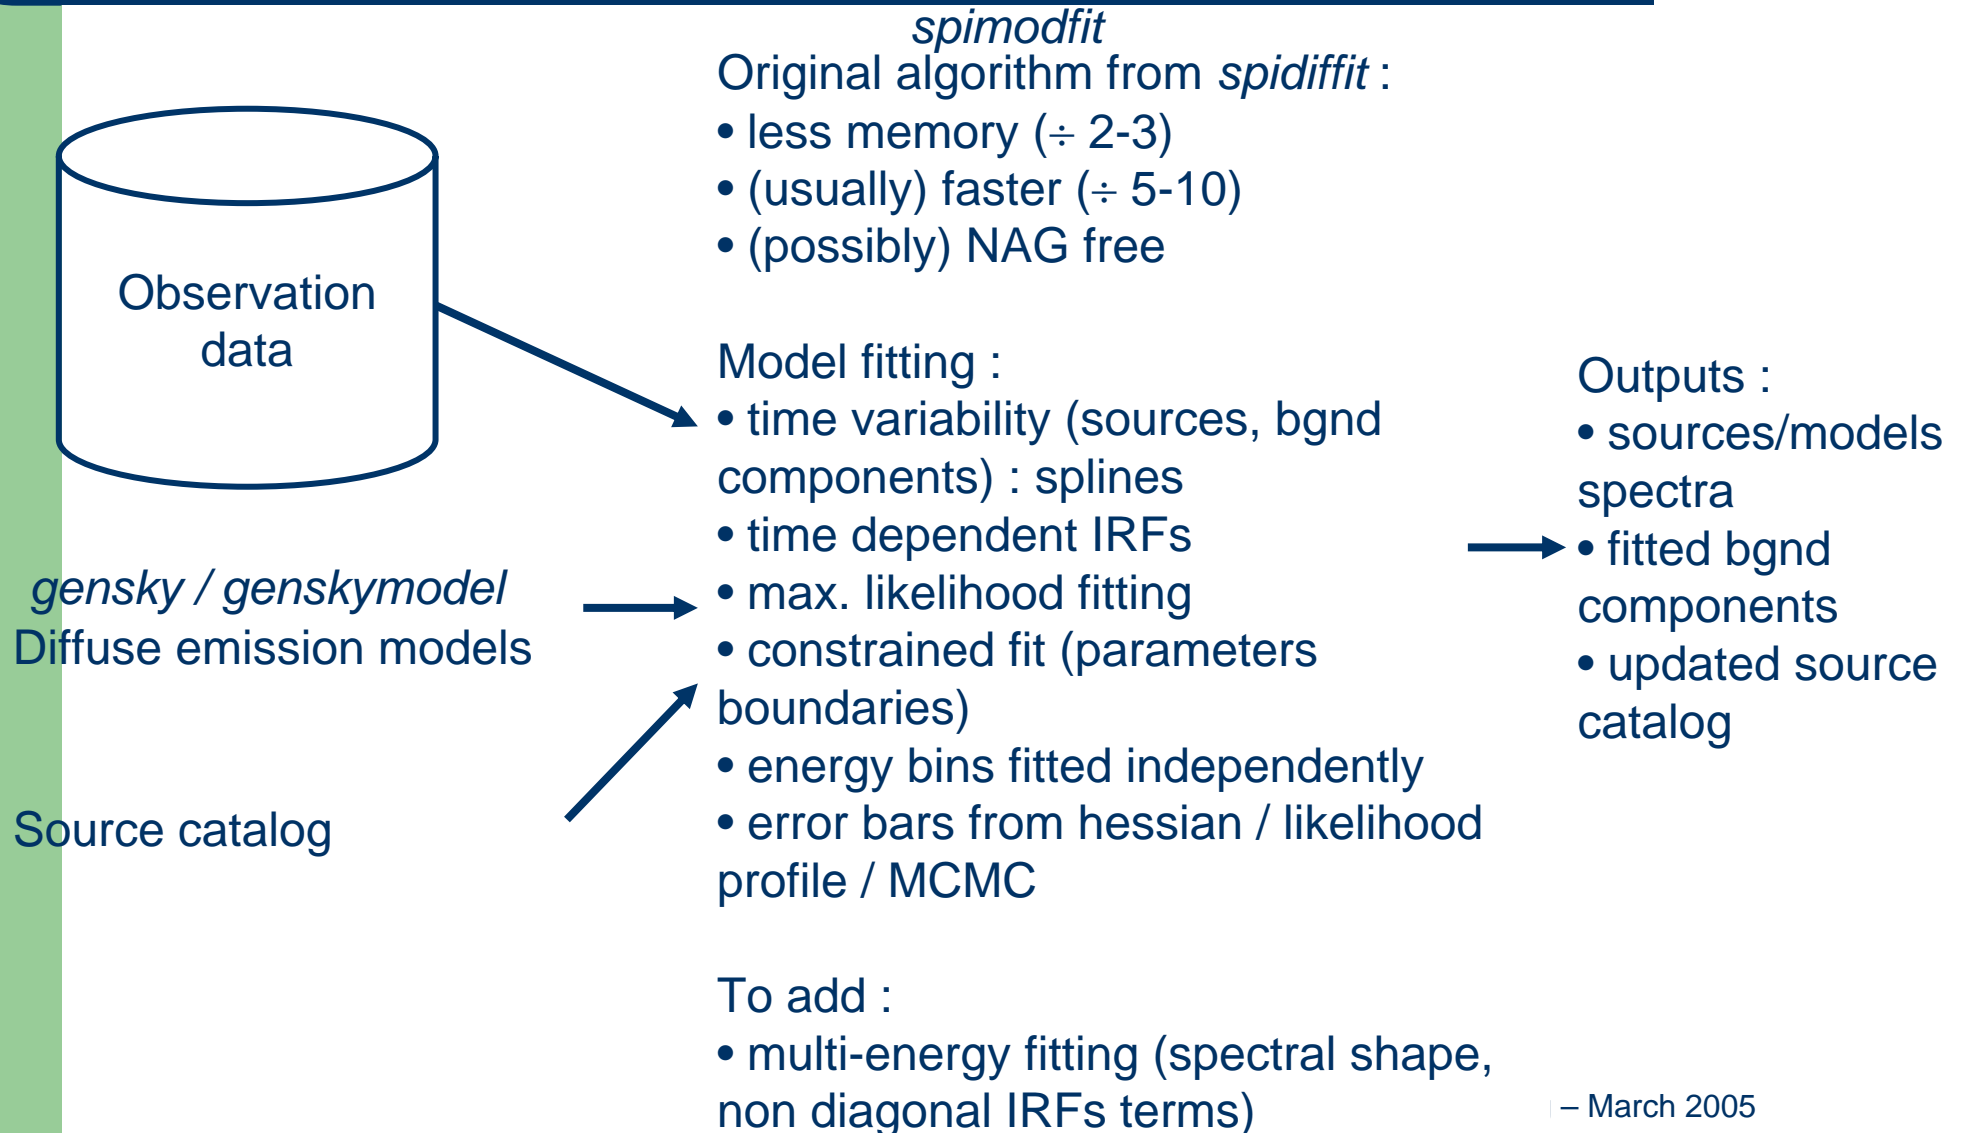 spimodfit
Original algorithm from spidiffit :
• less memory (÷ 2-3)
• (usually) faster (÷ 5-10)
• (possibly) NAG free
Observation
data
Model fitting :
• time variability (sources, bgnd
components) : splines
• time dependent IRFs
• max. likelihood fitting
• constrained fit (parameters
boundaries)
• energy bins fitted independently
• error bars from hessian / likelihood
profile / MCMC
gensky / genskymodel
Diffuse emission models
Source catalog
Outputs :
• sources/models
spectra
• fitted bgnd
components
• updated source
catalog
To add :
• multi-energy fitting (spectral shape,
non diagonal IRFs terms)
– March 2005